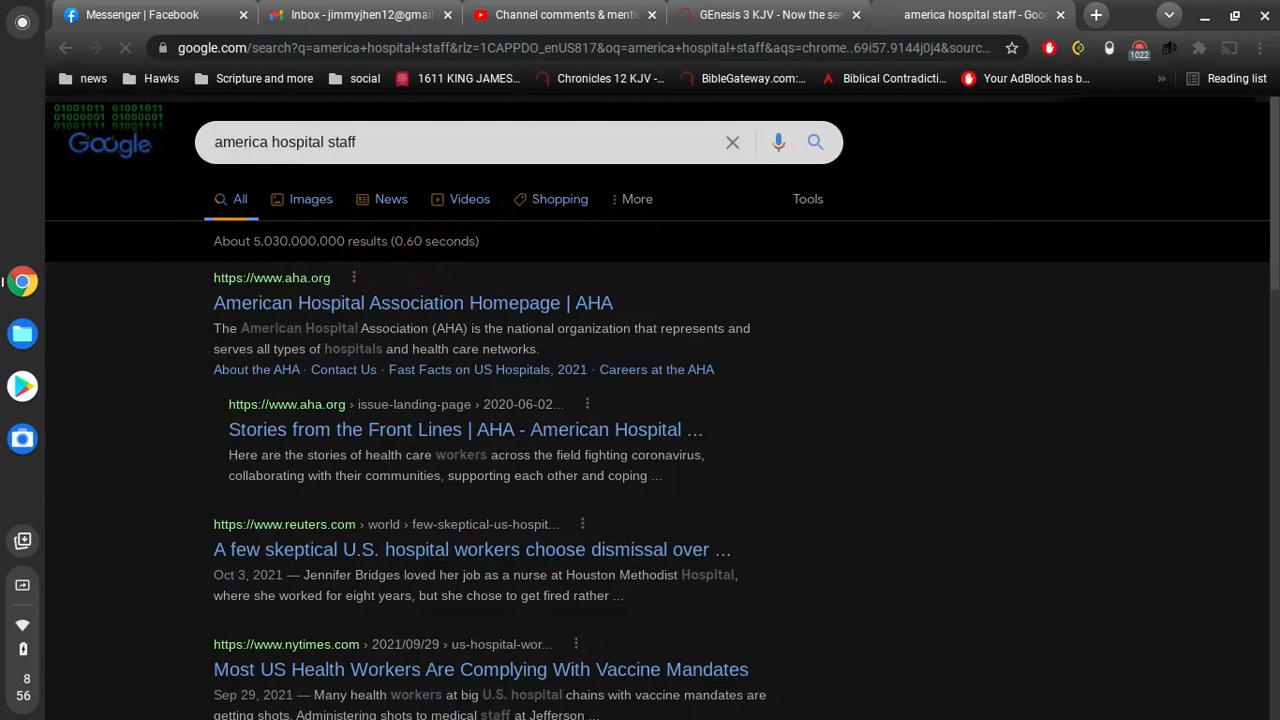 Messenger | Facebook
Inbox - jimmyjhen12@gmail
Channel comments & menti
GEnesis 3 KJV - Now the ser
america hospital staff - Goo
google.com/search?q=america+hospital+staff&rlz=1CAPPDO_enUS817&oq=america+hospital+staff&aqs=chrome..69i57.9144j0j4&sourc...
1022
news
Hawks
Scripture and more
social
1611 KING JAMES...
Chronicles 12 KJV -...
BibleGateway.com:...
Biblical Contradicti...
Your AdBlock has b...
»
Reading list
01001011 01001011
01000001 01000001
01001111 01001111
Google
america hospital staff
All
Images
News
Videos
Shopping
More
Tools
About 5,030,000,000 results (0.60 seconds)
https://www.aha.org
American Hospital Association Homepage | AHA
The American Hospital Association (AHA) is the national organization that represents and
serves all types of hospitals and health care networks.
About the AHA · Contact Us · Fast Facts on US Hospitals, 2021 · Careers at the AHA
https://www.aha.org › issue-landing-page › 2020-06-02...
Stories from the Front Lines | AHA - American Hospital ...
Here are the stories of health care workers across the field fighting coronavirus,
collaborating with their communities, supporting each other and coping ...
https://www.reuters.com › world › few-skeptical-us-hospit...
A few skeptical U.S. hospital workers choose dismissal over ...
Oct 3, 2021 — Jennifer Bridges loved her job as a nurse at Houston Methodist Hospital,
where she worked for eight years, but she chose to get fired rather ...
https://www.nytimes.com › 2021/09/29 › us-hospital-wor...
Most US Health Workers Are Complying With Vaccine Mandates
Sep 29, 2021 — Many health workers at big U.S. hospital chains with vaccine mandates are
getting shots. Administering shots to medical staff at Jefferson ...
8
56